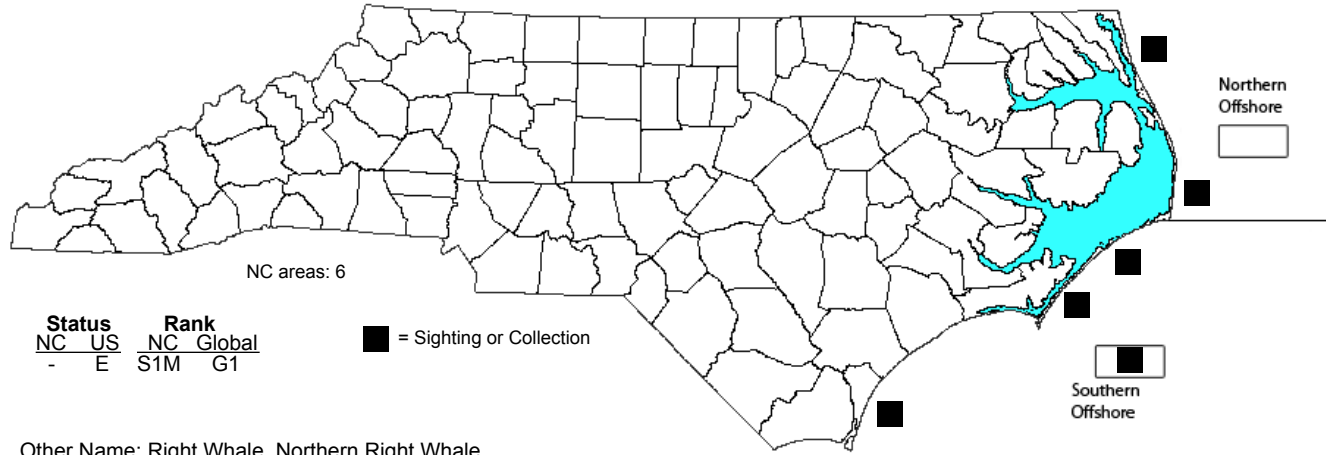 Northern
Offshore
NC areas: 6
Status Rank
NC US NC Global
- E S1M G1
= Sighting or Collection
Southern
Offshore
Other Name: Right Whale, Northern Right Whale